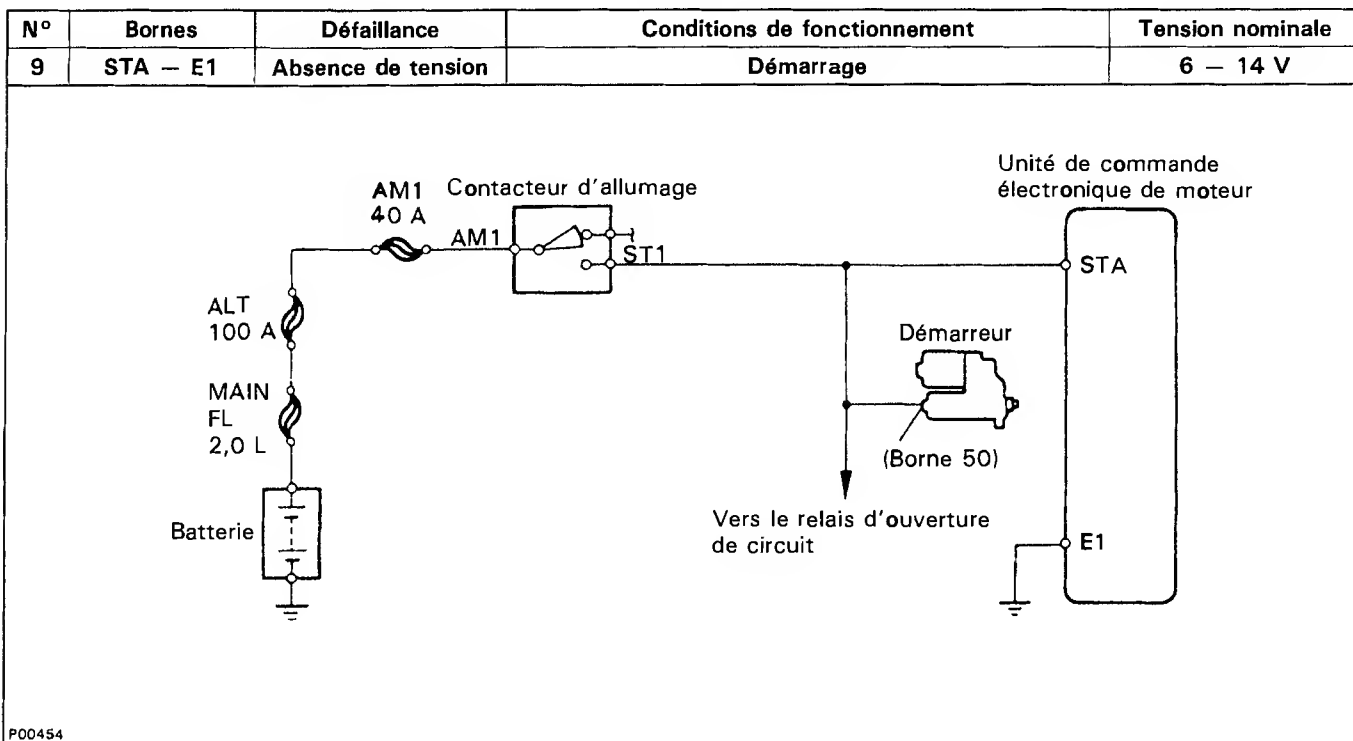 N° Bornes Défaillance Conditions de fonctionnement Tension nominale
9 STA — E1 Absence de tension Démarrage 6 — 14 V
Unité de commande
électronique de moteur
AM1
40 A
Contacteur d'allumage
AM1
ST1
STA
ALT
100 A
Démarreur
MAIN
FL
2,0 L
(Borne 50)
Batterie
Vers le relais d'ouverture
de circuit
E1
P00454